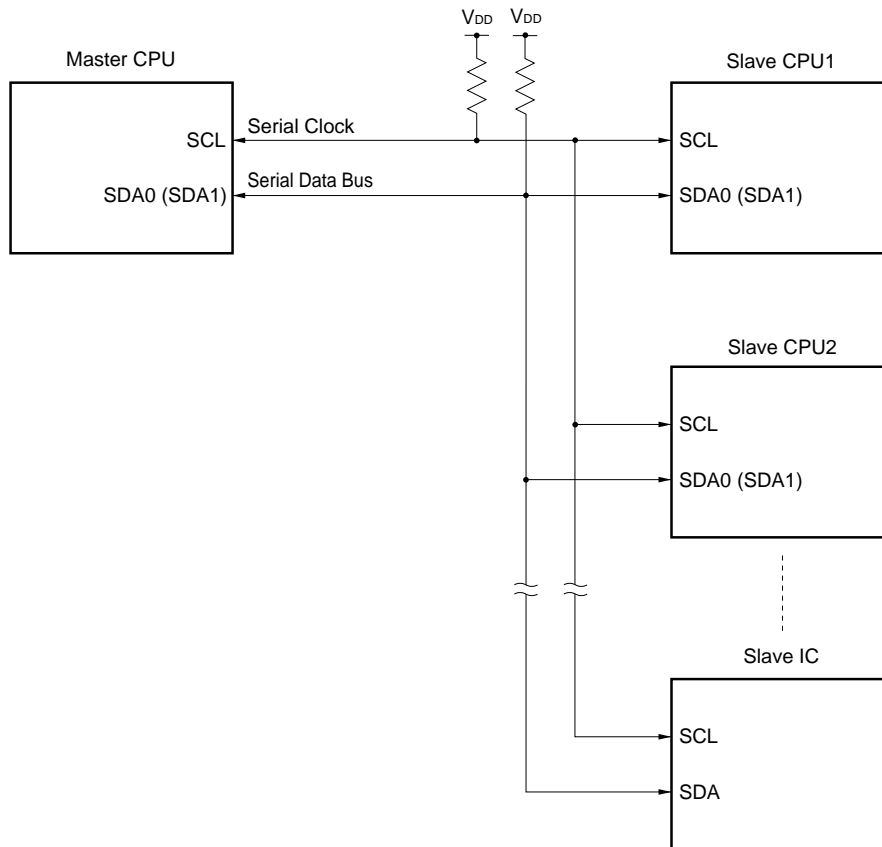 VDD VDD
Master CPU
Slave CPU1
SCL
Serial Clock
SCL
SDA0 (SDA1)
Serial Data Bus
SDA0 (SDA1)
Slave CPU2
SCL
SDA0 (SDA1)
Slave IC
SCL
SDA